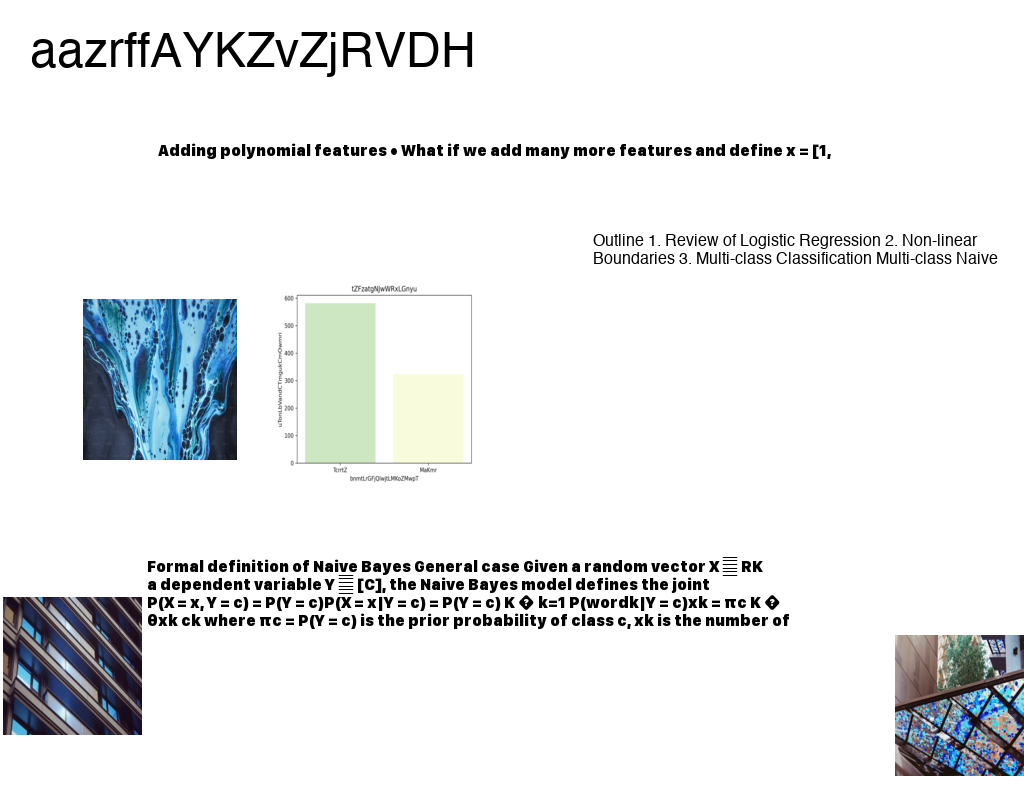 aazrffAYKZvZjRVDH
Adding polynomial features • What if we add many more features and define x = [1,
Outline 1. Review of Logistic Regression 2. Non-linear
Boundaries 3. Multi-class Classification Multi-class Naive
tZFzatgNJwWRxLGnyu
600
500
400
300
200
100
0
TcrrtZ MaKmr
Formal definition of Naive Bayes General case Given a random vector X 𝄚 RK
a dependent variable Y 𝄚 [C], the Naive Bayes model defines the joint
P(X = x, Y = c) = P(Y = c)P(X = x|Y = c) = P(Y = c) K � k=1 P(wordk|Y = c)xk = πc K �
θxk ck where πc = P(Y = c) is the prior probability of class c, xk is the number of